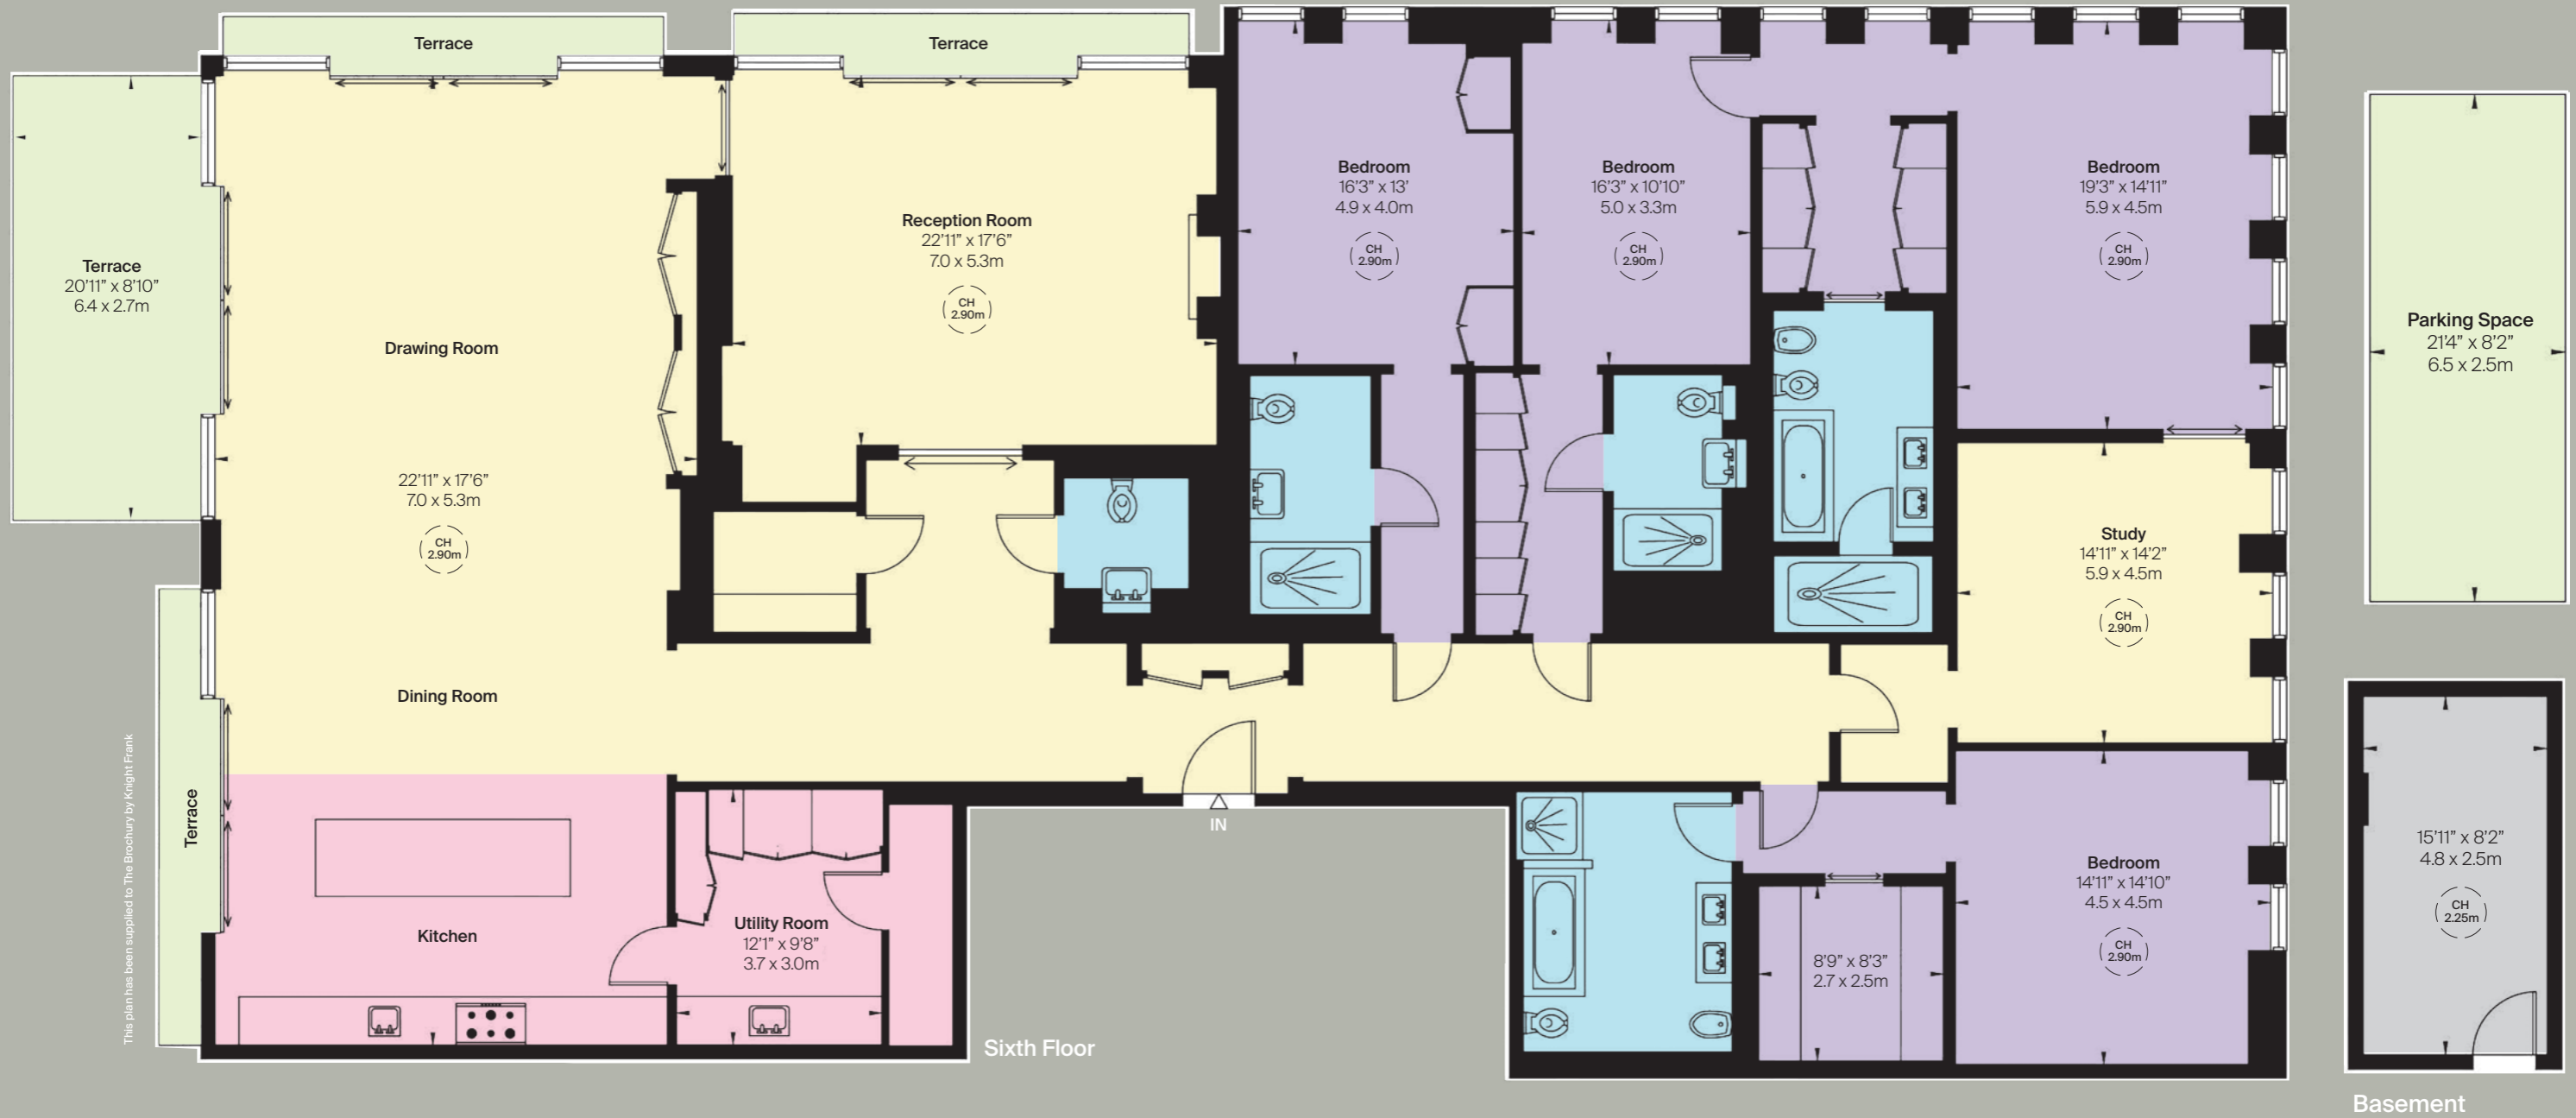 Terrace
Terrace
Terrace
20'11" x 8'10"
6.4 x 2.7m
Drawing Room
22'11" x 17'6"
7.0 x 5.3m
CH
2.90m
Dining Room
Terrace
Kitchen
Reception Room
22'11" x 17'6"
7.0 x 5.3m
CH
2.90m
Utility Room
12'1" x 9'8"
3.7 x 3.0m
IN
Bedroom
16'3" x 13'
4.9 x 4.0m
CH
2.90m
Bedroom
16'3" x 10'10"
5.0 x 3.3m
CH
2.90m
Bedroom
19'3" x 14'11"
5.9 x 4.5m
CH
2.90m
Study
14'11" x 14'2"
5.9 x 4.5m
CH
2.90m
Bedroom
14'11" x 14'10"
4.5 x 4.5m
CH
2.90m
8'9" x 8'3"
2.7 x 2.5m
Sixth Floor
Parking Space
21'4" x 8'2"
6.5 x 2.5m
15'11" x 8'2"
4.8 x 2.5m
CH
2.25m
Basement
This plan has been supplied to The Brochury by Knight Frank